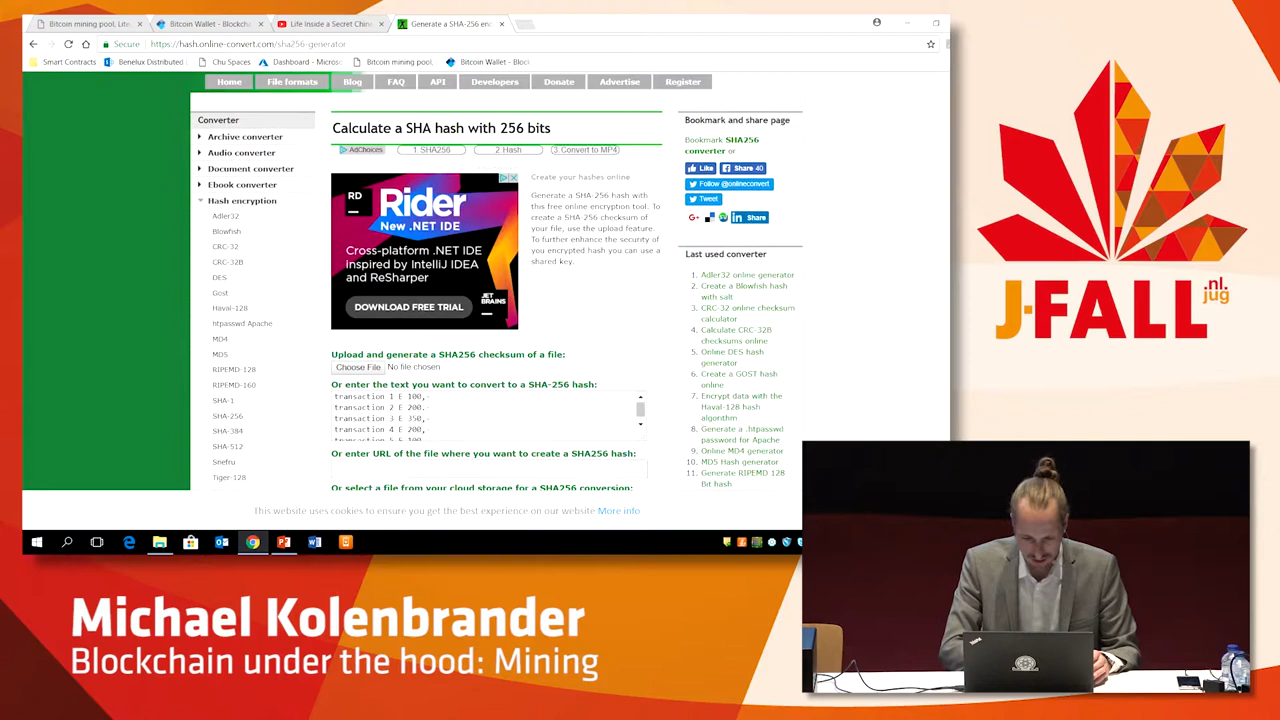 Bitcoin mining pool, Lite
Bitcoin Wallet - Blockcha
Life Inside a Secret Chin
Generate a SHA-256 enc
Secure
https://hash.online-convert.com/sha256-generator
Smart Contracts
Benelux Distributed
Chu Spaces
Dashboard - Micros
Bitcoin mining pool,
Bitcoin Wallet - Bloc
Home
File formats
Blog
FAQ
API
Developers
Donate
Advertise
Register
Converter
Archive converter
Audio converter
Document converter
Ebook converter
Hash encryption
Adler32
Blowfish
CRC-32
CRC-32B
DES
Gost
Haval-128
htpasswd Apache
MD4
MD5
RIPEMD-128
RIPEMD-160
SHA-1
SHA-256
SHA-384
SHA-512
Snefru
Tiger-128
Calculate a SHA hash with 256 bits
AdChoices
1 SHA256
2 Hash
3 Convert to MP4
RD
Rider
New .NET IDE
Cross-platform .NET IDE
inspired by IntelliJ IDEA
and ReSharper
DOWNLOAD FREE TRIAL
JET
BRAINS
Create your hashes online
Generate a SHA-256 hash with
this free online encryption tool. To
create a SHA-256 checksum of
your file, use the upload feature.
To further enhance the security of
you encrypted hash you can use a
shared key.
Upload and generate a SHA256 checksum of a file:
Choose File
No file chosen
Or enter the text you want to convert to a SHA-256 hash:
transaction 1 E 100,-
transaction 2 E 200.-
transaction 3 E 350,-
transaction 4 E 200,
Or enter URL of the file where you want to create a SHA256 hash:
Or select a file from your cloud storage for a SHA256 conversion:
Bookmark and share page
Bookmark SHA256
converter or
Like
Share 40
Follow @onlineconvert
Tweet
G+
in Share
Last used converter
1. Adler32 online generator
2. Create a Blowfish hash
with salt
3. CRC-32 online checksum
calculator
4. Calculate CRC-32B
checksums online
5. Online DES hash
generator
6. Create a GOST hash
online
7. Encrypt data with the
Haval-128 hash
algorithm
8. Generate a .htpasswd
password for Apache
9. Online MD4 generator
10. MD5 Hash generator
11. Generate RIPEMD 128
Bit hash
This website uses cookies to ensure you get the best experience on our website More info
J-FALL
.nl.
jug
Michael Kolenbrander
Blockchain under the hood: Mining